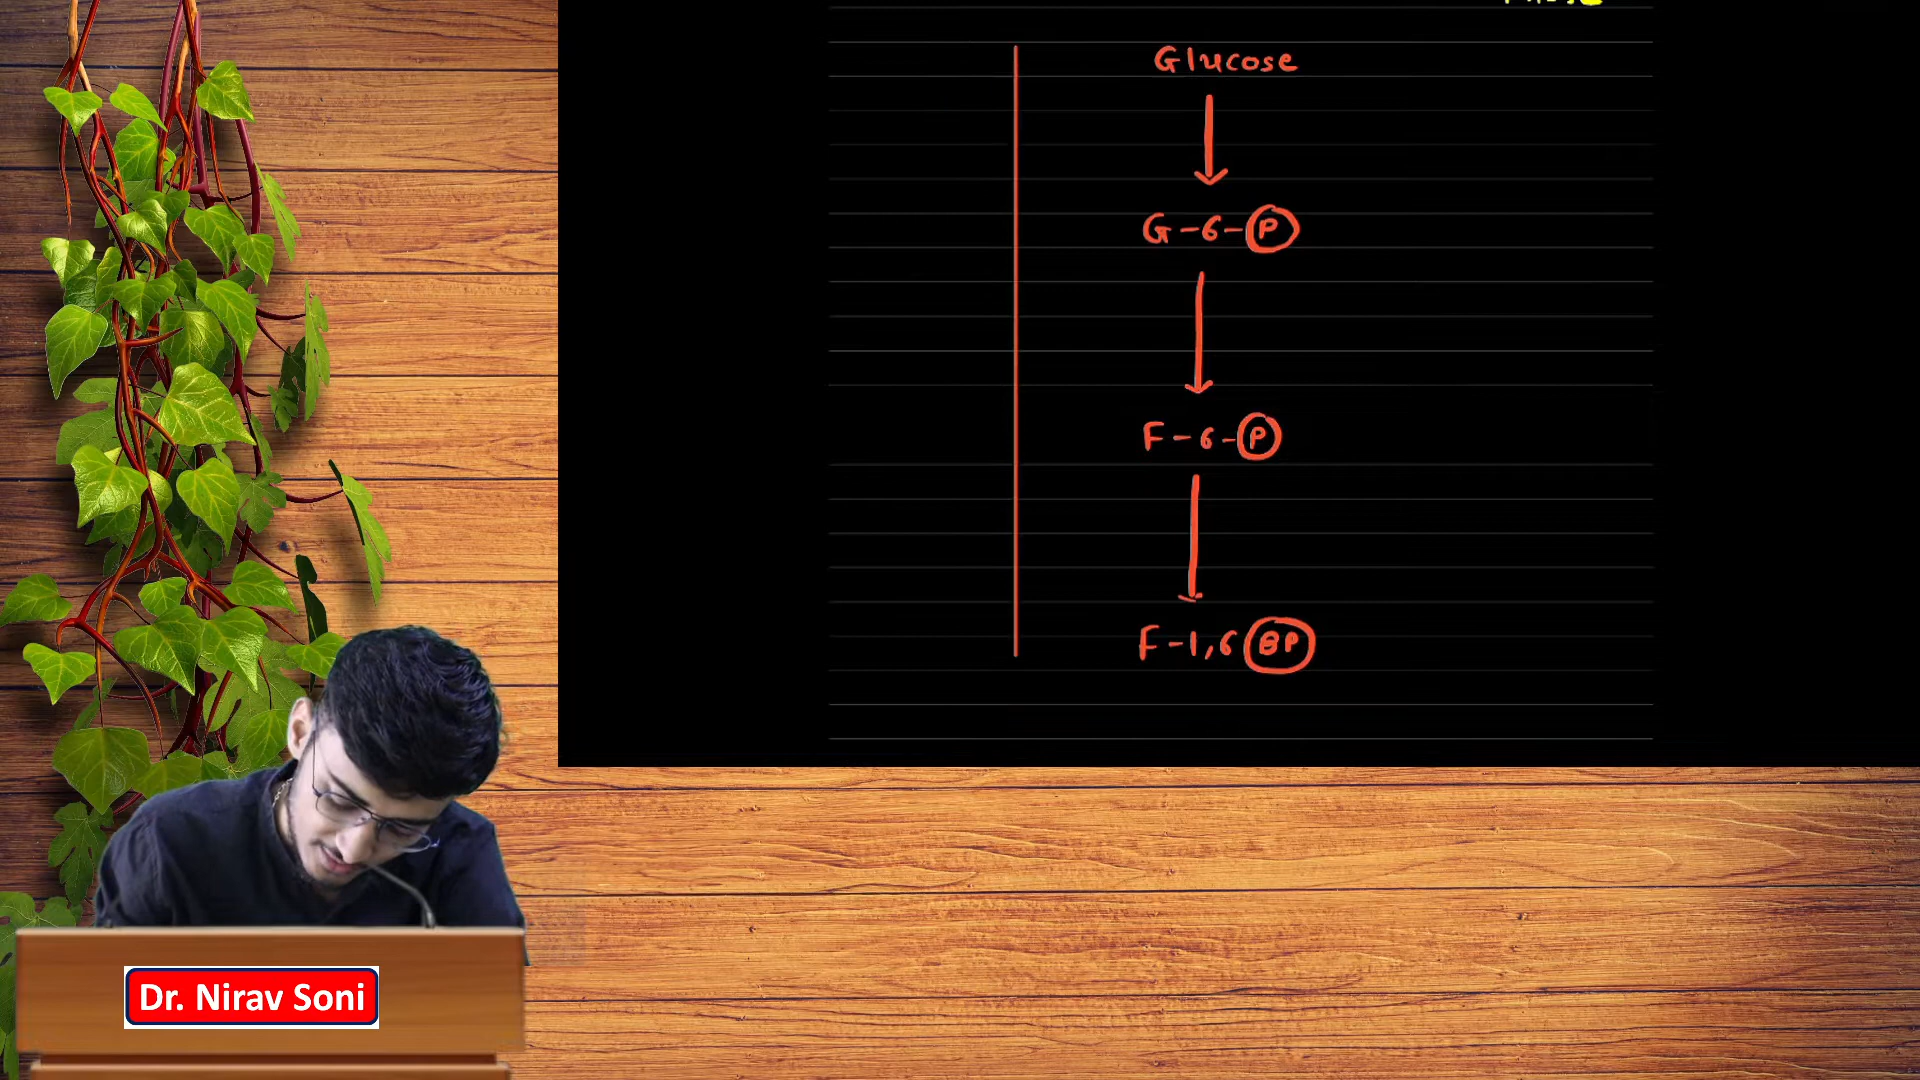 Glucose
G-6-P
F-6-P
F-1,6 BP
Dr. Nirav Soni